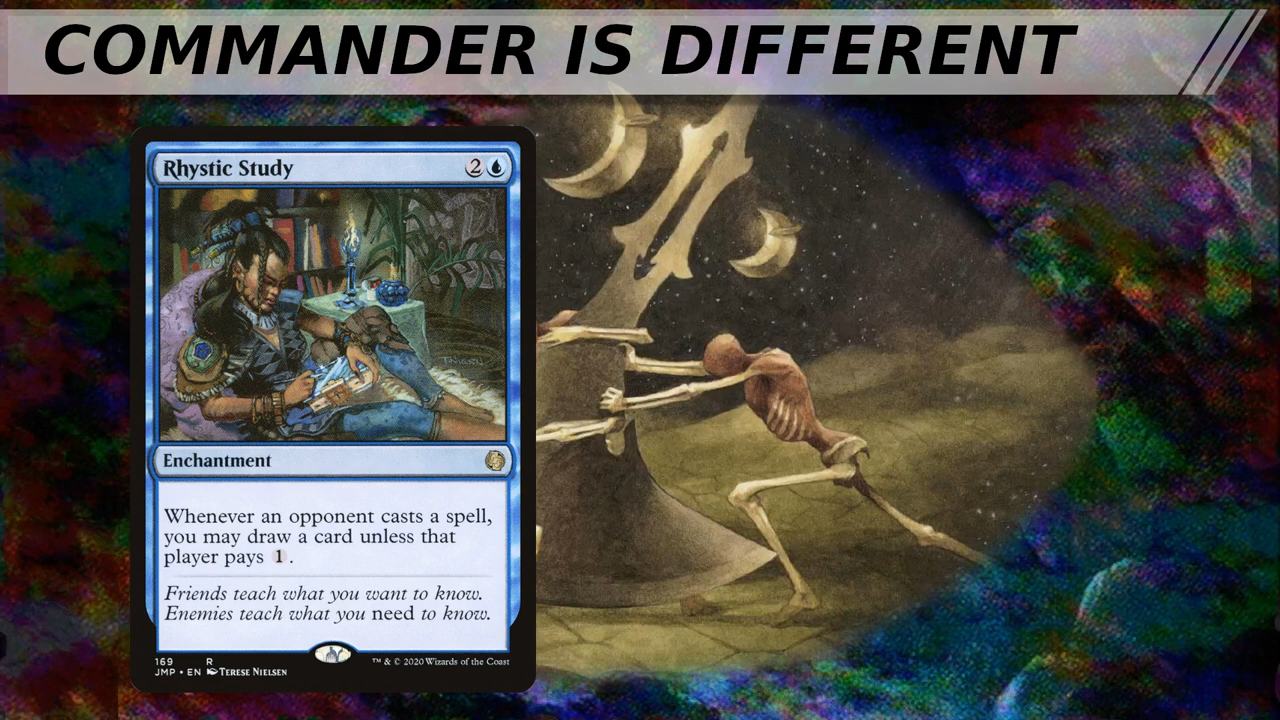 COMMANDER IS DIFFERENT
Rhystic Study 2
Enchantment
Whenever an opponent casts a spell,
you may draw a card unless that
player pays 1.
Friends teach what you want to know.
Enemies teach what you need to know.
169 R
JMP • EN TERESE NIELSEN
™ & © 2020 Wizards of the Coast